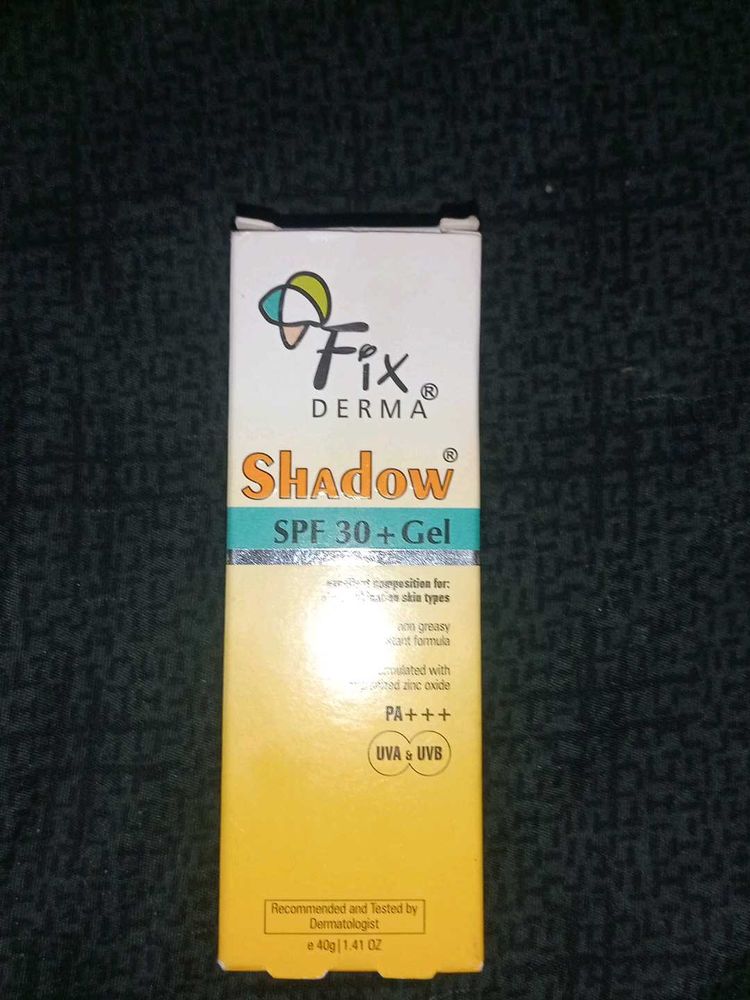 Fix ®
DERMA
Shadow ®
SPF 30 + Gel
composition for:
skin types
non greasy
formula
with
zinc oxide
PA+++
UVA & UVB
Recommended and Tested by
Dermatologist
e 40g | 1.41 OZ